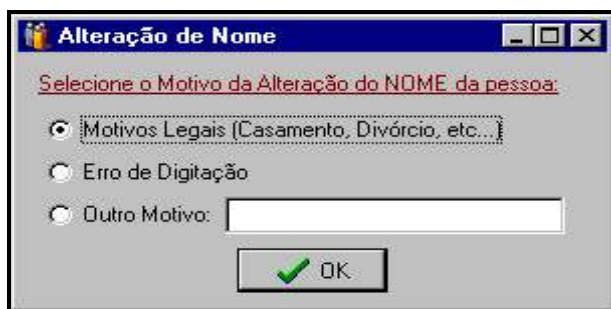 Alteração de Nome
Selecione o Motivo da Alteração do NOME da pessoa:
Motivos Legais (Casamento, Divórcio, etc...)
Erro de Digitação
Outro Motivo:
OK